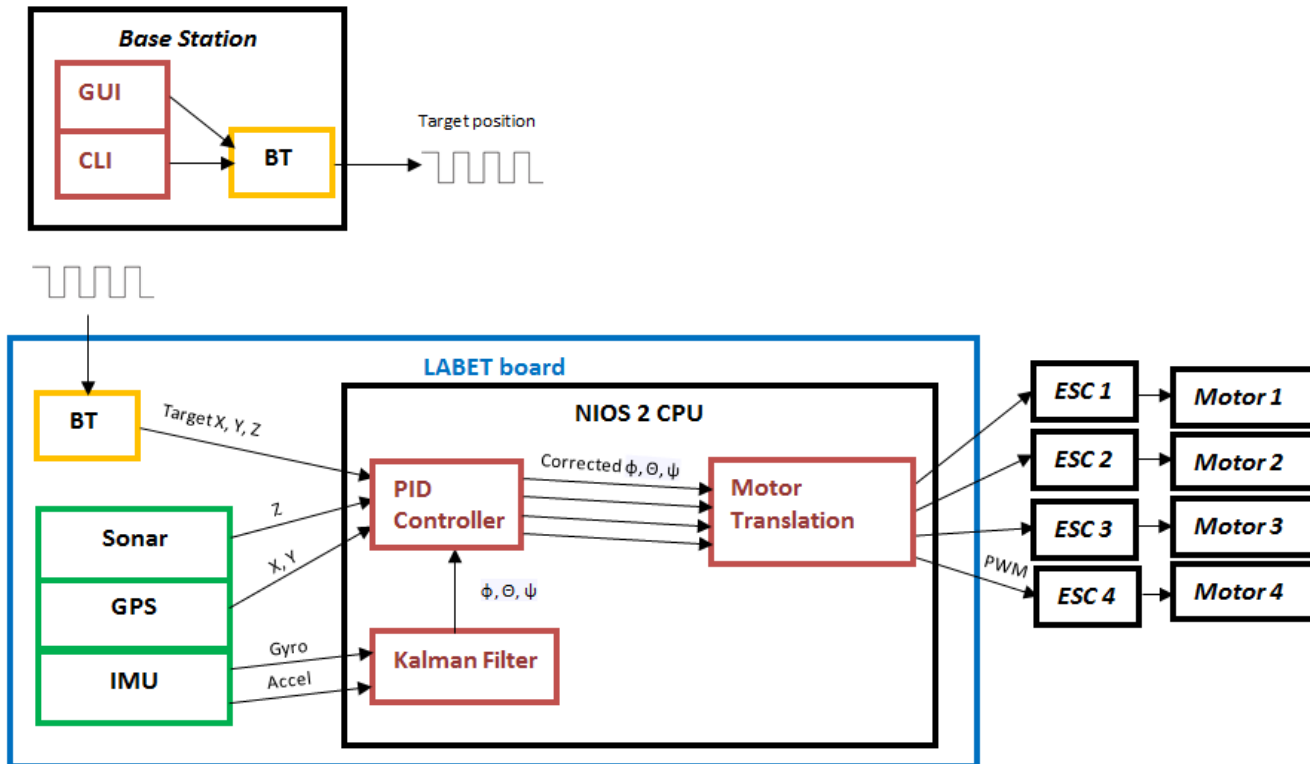 Base Station
GUI
CLI
BT
Target position
LABET board
BT
Target X, Y, Z
NIOS 2 CPU
Sonar
GPS
IMU
Z
X, Y
Gyro
Accel
PID
Controller
Corrected ϕ, Θ, ψ
Motor
Translation
ϕ, Θ, ψ
Kalman Filter
PWM
ESC 1
Motor 1
ESC 2
Motor 2
ESC 3
Motor 3
ESC 4
Motor 4